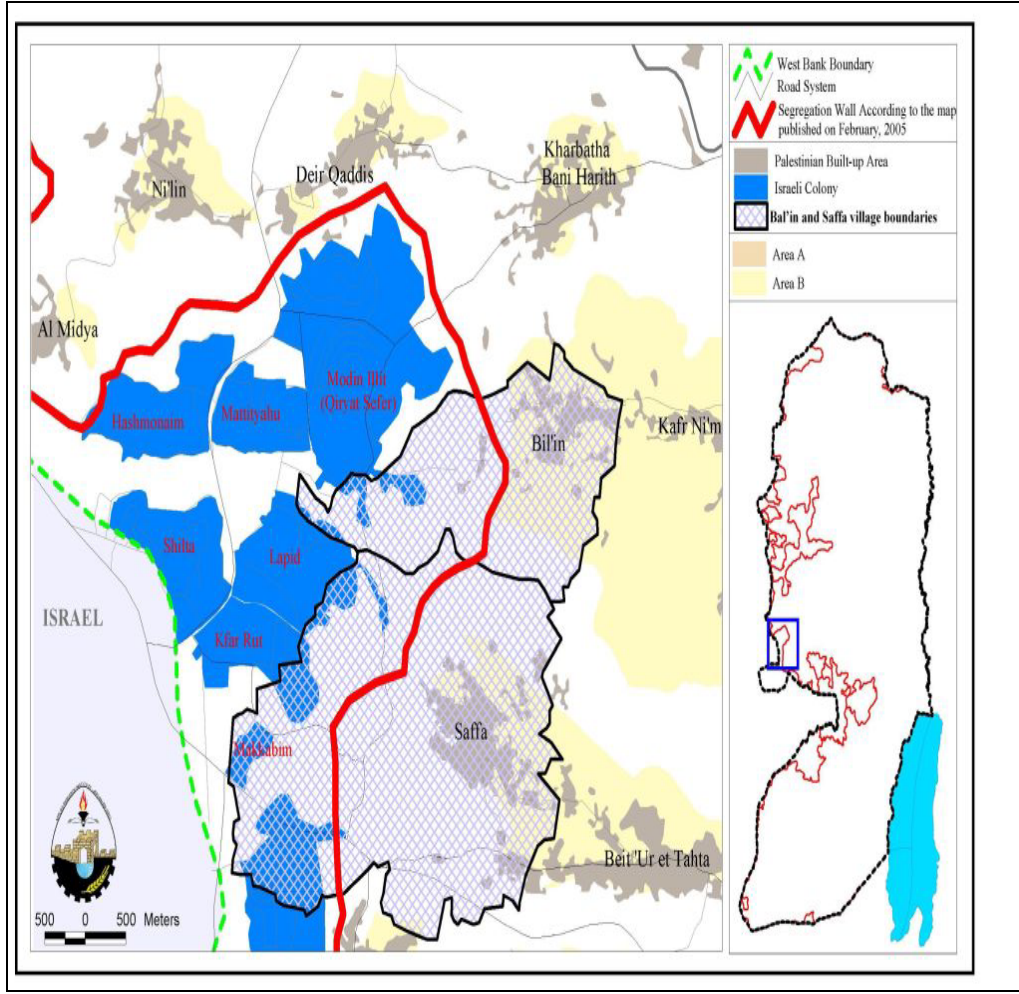 West Bank Boundary
Road System
Segregation Wall According to the map
published on February, 2005
Palestinian Built-up Area
Israeli Colony
Bal'in and Saffa village boundaries
Area A
Area B
Ni'lin
Deir Qaddis
Kharbatha
Bani Harith
Al Midya
Hashmonaim
Mattityahu
Modin Illit
(Qiryat Sefer)
Bil'in
Kafr Ni'm
Shilta
Lapid
ISRAEL
Kfar Rut
Makkabim
Saffa
Beit 'Ur et Tahta
500 0 500 Meters